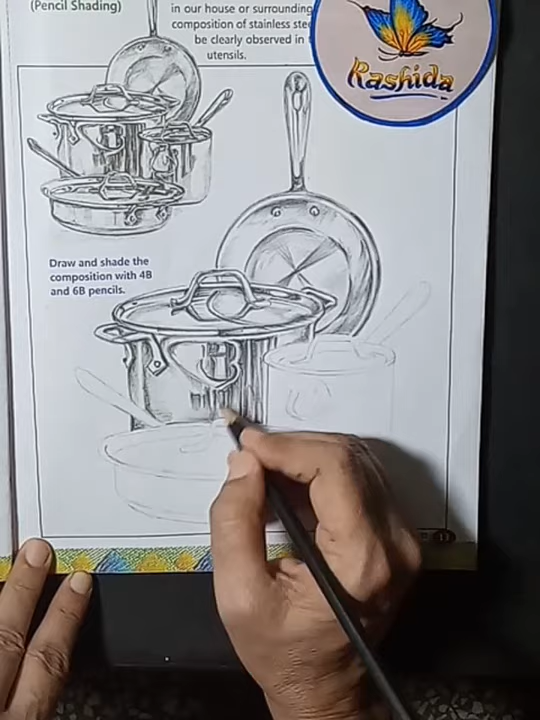 (Pencil Shading)
in our house or surrounding
composition of stainless stee
be clearly observed in
utensils.
Rashida
Draw and shade the
composition with 4B
and 6B pencils.